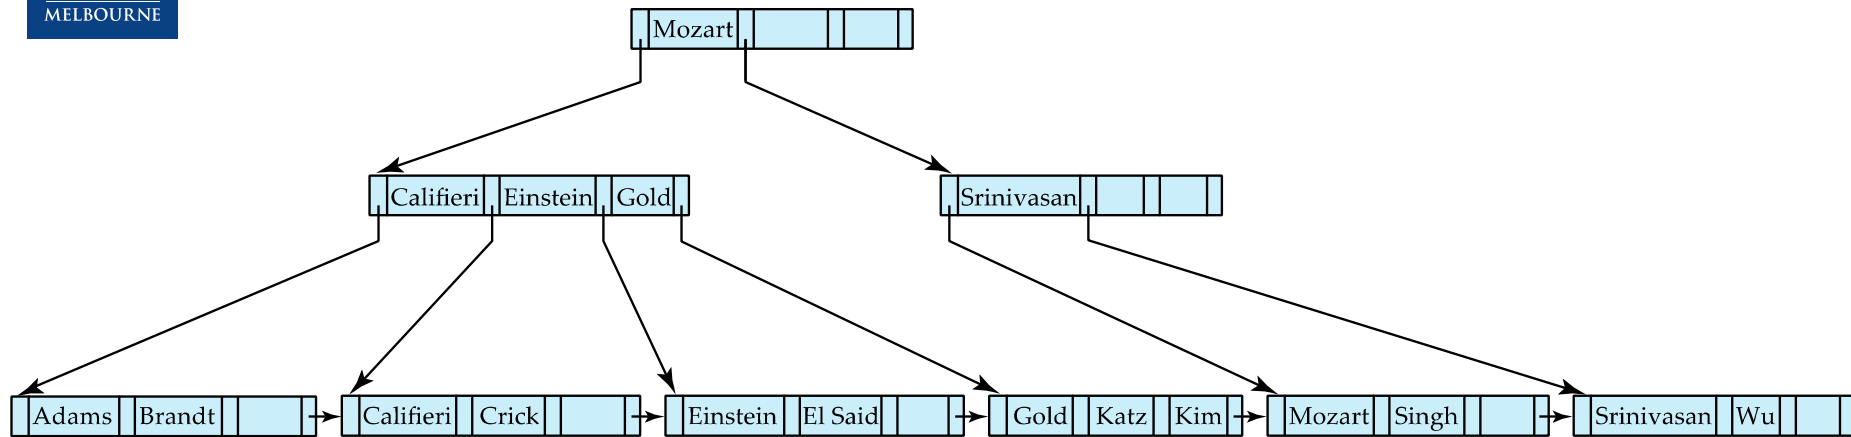 MELBOURNE
Mozart
Califieri Einstein Gold
Srinivasan
Adams Brandt
Califieri Crick
Einstein El Said
Gold Katz Kim
Mozart Singh
Srinivasan Wu